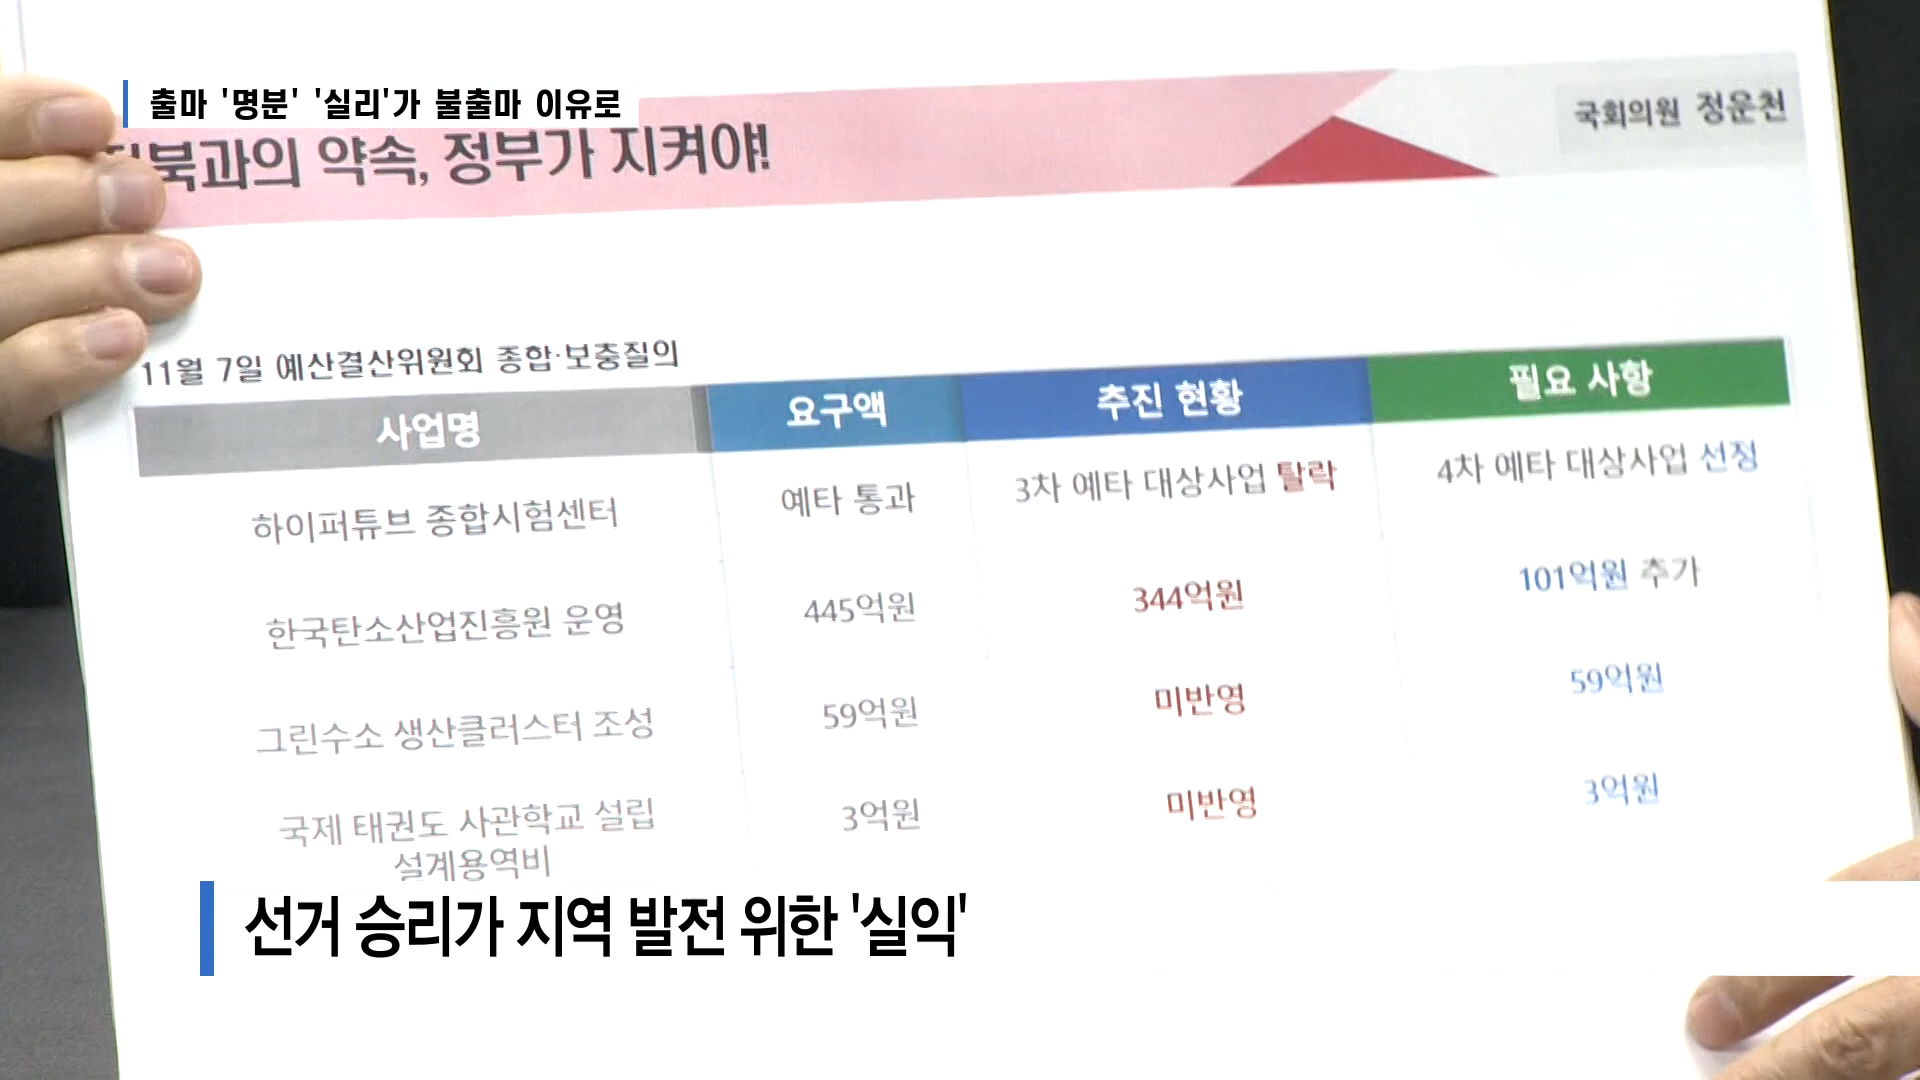 출마 '명분' '실리'가 불출마 이유로
국회의원 정운천
약속, 정부가 지켜야!
11월 7일 예산결산위원회 종합·보충질의
사업명 요구액 추진 현황 필요 사항
하이퍼튜브 종합시험센터 예타 통과 3차 예타 대상사업 탈락 4차 예타 대상사업 선정
한국탄소산업진흥원 운영 445억원 344억원 101억원 추가
그린수소 생산클러스터 조성 59억원 미반영 59억원
국제 태권도 사관학교 설립 3억원 미반영 3억원
설계용역비
선거 승리가 지역 발전 위한 '실익'